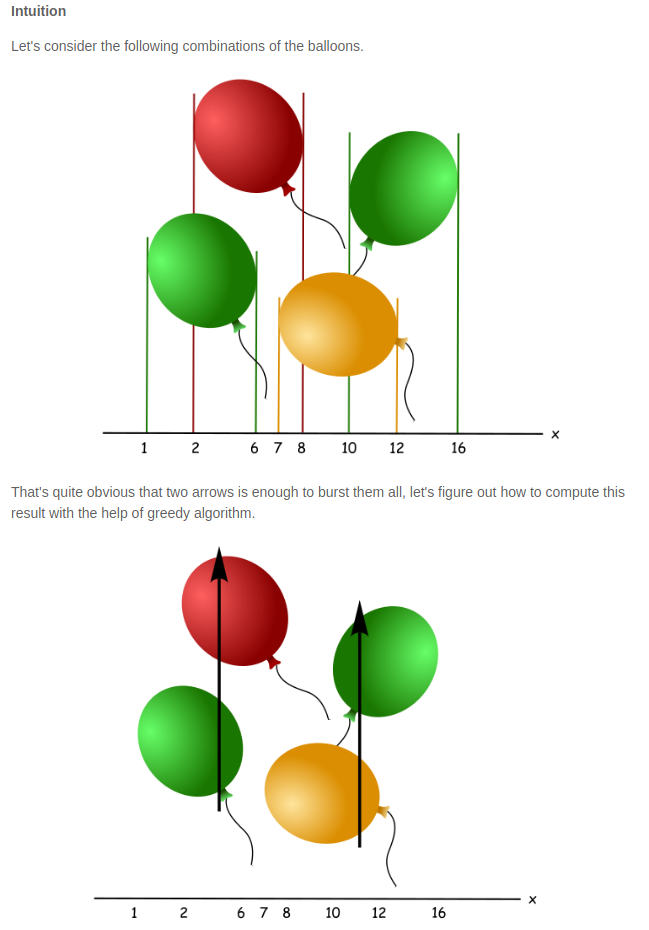 Intuition
Let's consider the following combinations of the balloons.
1 2 6 7 8 10 12 16 x
That's quite obvious that two arrows is enough to burst them all, let's figure out how to compute this
result with the help of greedy algorithm.
1 2 6 7 8 10 12 16 x